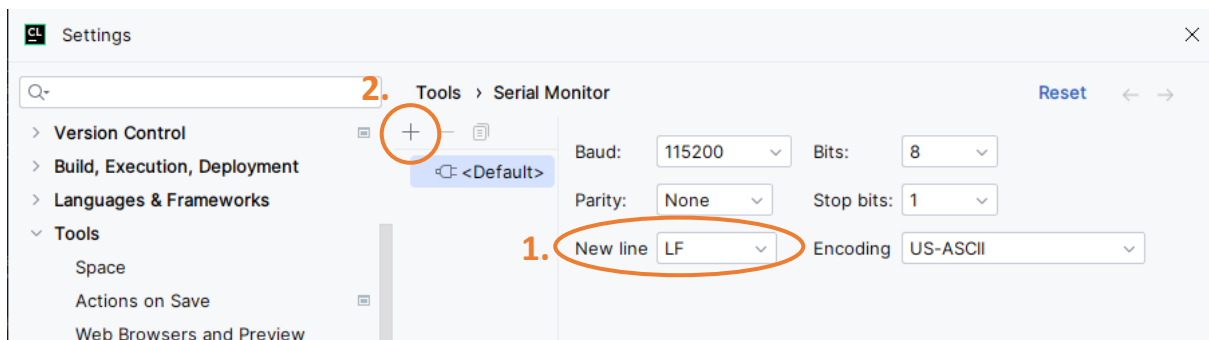 CL Settings
2. Tools › Serial Monitor Reset
Version Control
Build, Execution, Deployment
Languages & Frameworks
Tools
Space
Actions on Save
Web Browsers and Preview
<Default>
Baud: 115200 Bits: 8
Parity: None Stop bits: 1
1. New line LF Encoding US-ASCII